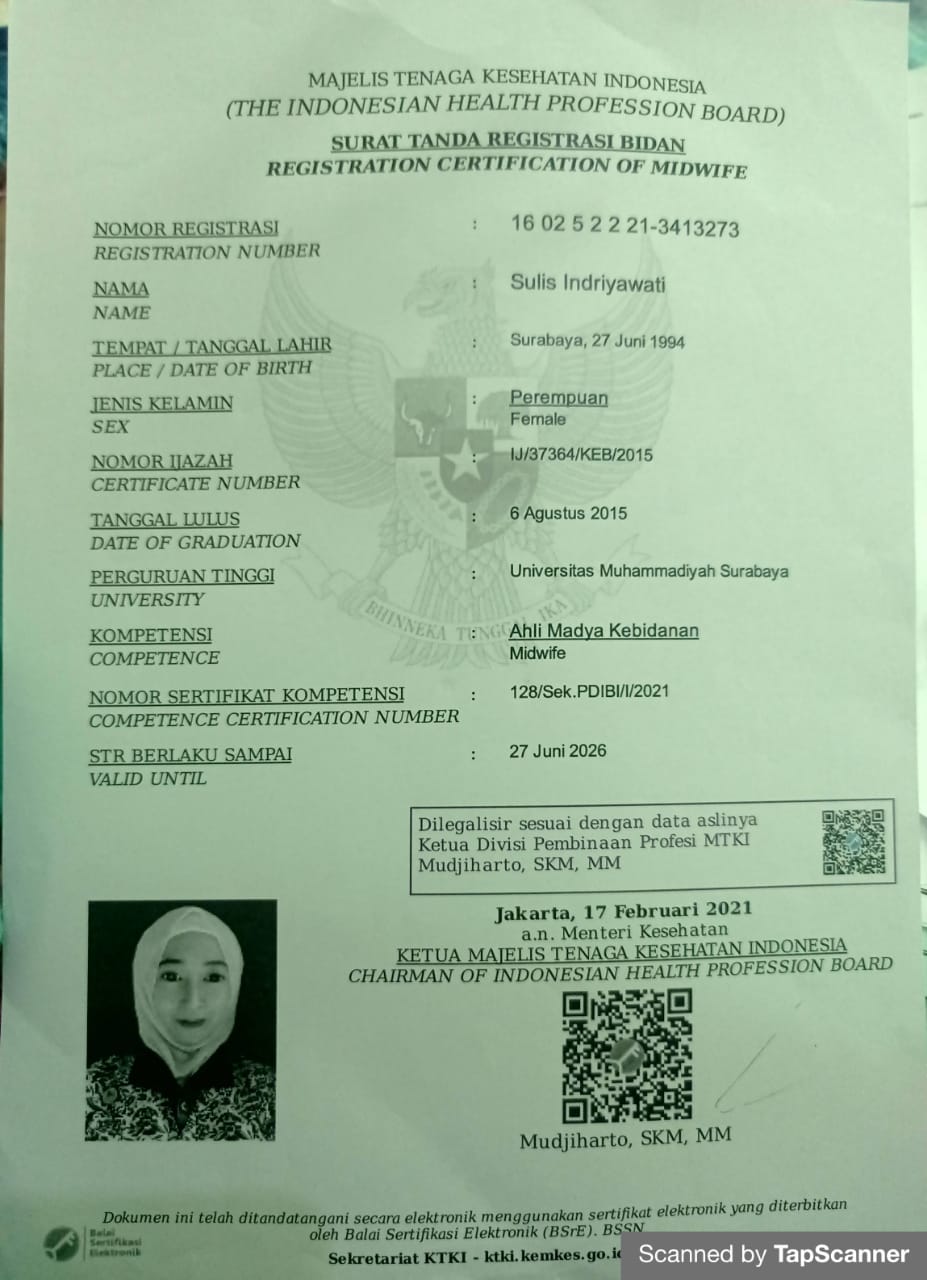 MAJELIS TENAGA KESEHATAN INDONESIA
(THE INDONESIAN HEALTH PROFESSION BOARD)
SURAT TANDA REGISTRASI BIDAN
REGISTRATION CERTIFICATION OF MIDWIFE
NOMOR REGISTRASI : 16 02 5 2 2 21-3413273
REGISTRATION NUMBER
NAMA : Sulis Indriyawati
NAME
TEMPAT / TANGGAL LAHIR : Surabaya, 27 Juni 1994
PLACE / DATE OF BIRTH
JENIS KELAMIN : Perempuan
SEX Female
NOMOR IJAZAH : IJ/37364/KEB/2015
CERTIFICATE NUMBER
TANGGAL LULUS : 6 Agustus 2015
DATE OF GRADUATION
PERGURUAN TINGGI : Universitas Muhammadiyah Surabaya
UNIVERSITY
BHINNEKA TUNGGAL IKA
KOMPETENSI : Ahli Madya Kebidanan
COMPETENCE Midwife
NOMOR SERTIFIKAT KOMPETENSI : 128/Sek.PDIBI/I/2021
COMPETENCE CERTIFICATION NUMBER
STR BERLAKU SAMPAI : 27 Juni 2026
VALID UNTIL
Dilegalisir sesuai dengan data aslinya
Ketua Divisi Pembinaan Profesi MTKI
Mudjiharto, SKM, MM
Jakarta, 17 Februari 2021
a.n. Menteri Kesehatan
KETUA MAJELIS TENAGA KESEHATAN INDONESIA
CHAIRMAN OF INDONESIAN HEALTH PROFESSION BOARD
Mudjiharto, SKM, MM
Dokumen ini telah ditandatangani secara elektronik menggunakan sertifikat elektronik yang diterbitkan
oleh Balai Sertifikasi Elektronik (BSrE). BSSN
Balai
Sertifikasi
Elektronik
Sekretariat KTKI - ktki.kemkes.go.id
Scanned by TapScanner